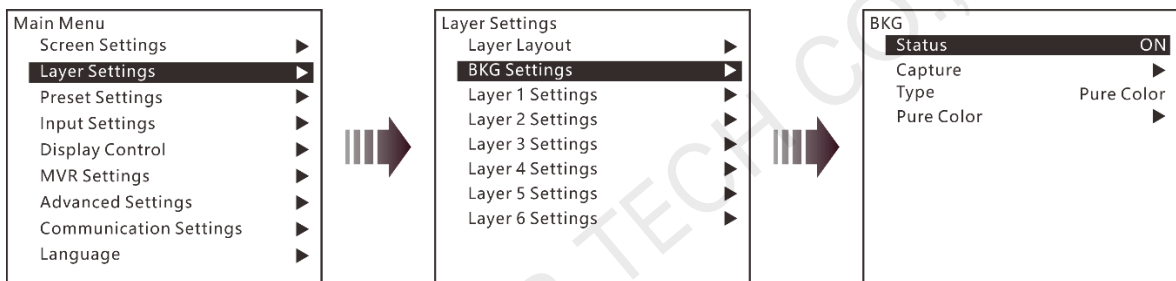 Main Menu
Screen Settings
Layer Settings
Preset Settings
Input Settings
Display Control
MVR Settings
Advanced Settings
Communication Settings
Language
Layer Settings
Layer Layout
BKG Settings
Layer 1 Settings
Layer 2 Settings
Layer 3 Settings
Layer 4 Settings
Layer 5 Settings
Layer 6 Settings
BKG
Status ON
Capture
Type Pure Color
Pure Color
TECH CO.,